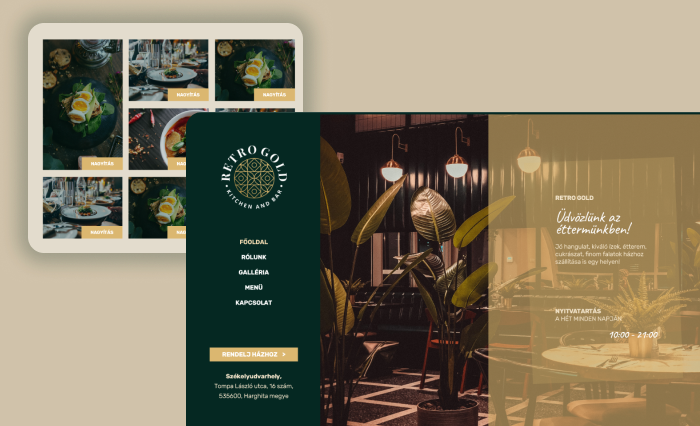 NAGYÍTÁS
NAGYÍTÁS
NAGYÍTÁS
NAGYÍTÁS
NAGYÍTÁS
RETRO GOLD
• KITCHEN AND BAR •
FŐOLDAL
RÓLUNK
GALLÉRIA
MENÜ
KAPCSOLAT
RENDELJ HÁZHOZ >
Székelyudvarhely,
Tompa László utca, 16 szám,
535600, Harghita megye
RETRO GOLD
Üdvözlünk az
éttermünkben!
Jó hangulat, kiváló ízek, étterem,
cukrászat, finom falatok házhoz
szállítása is egy helyen!
NYITVATARTÁS
A HÉT MINDEN NAPJÁN
10:00 - 21:00